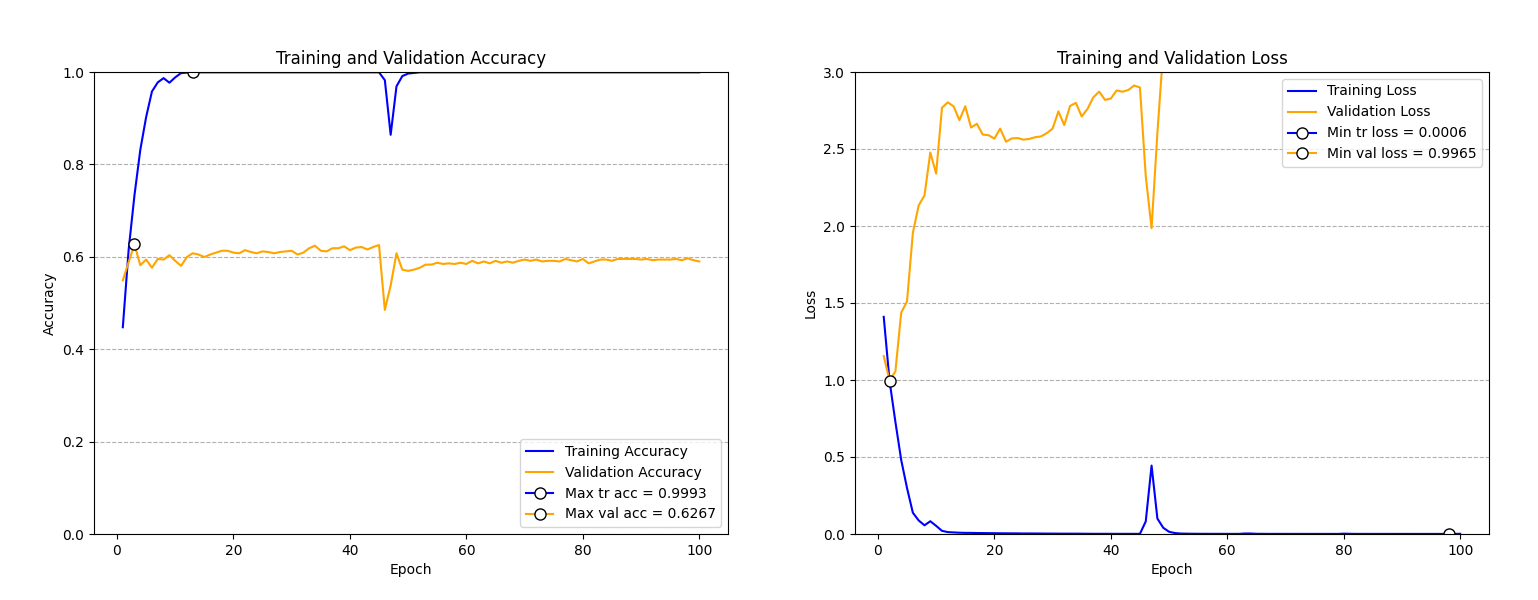 Training and Validation Accuracy
1.0
0.8
0.6
0.4
0.2
0.0
Accuracy
0
20
40
60
80
100
Epoch
Training Accuracy
Validation Accuracy
Max tr acc = 0.9993
Max val acc = 0.6267
Training and Validation Loss
3.0
2.5
2.0
1.5
1.0
0.5
0.0
Loss
0
20
40
60
80
100
Epoch
Training Loss
Validation Loss
Min tr loss = 0.0006
Min val loss = 0.9965